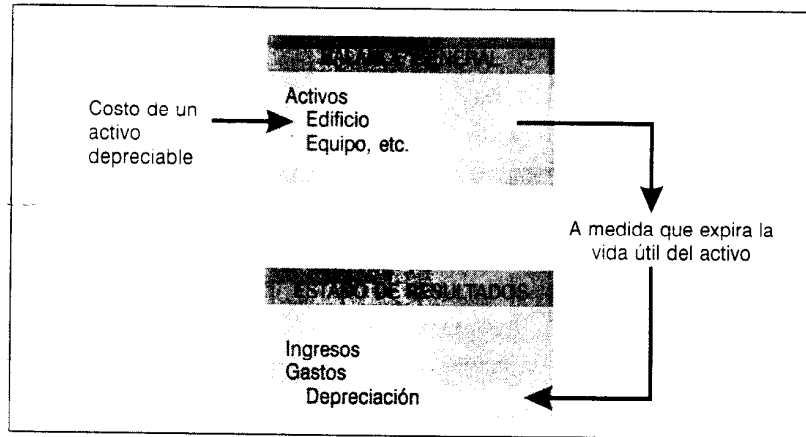 BALANCE GENERAL
Costo de un
activo
depreciable
Activos
Edificio
Equipo, etc.
A medida que expira la
vida útil del activo
ESTADO DE RESULTADOS
Ingresos
Gastos
Depreciación